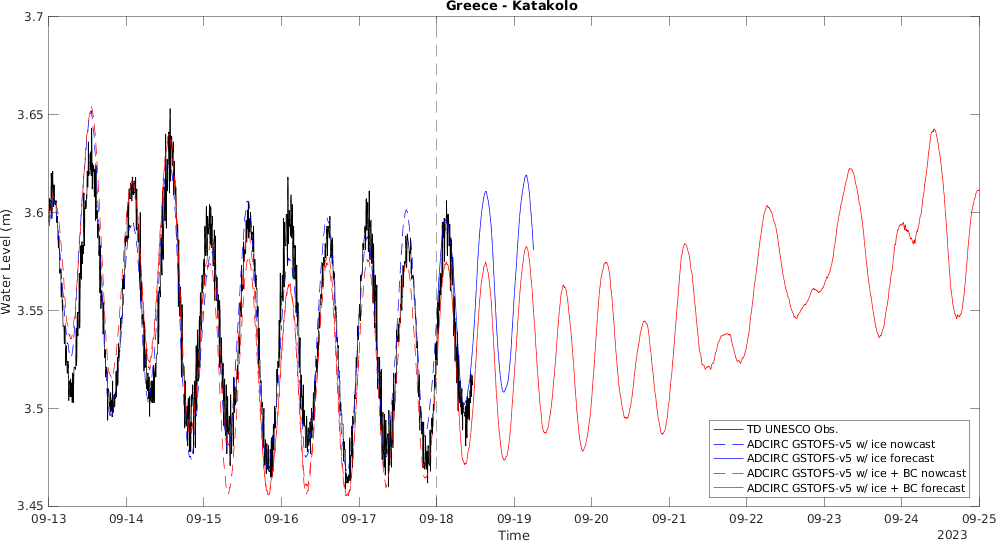 Greece - Katakolo
3.7
3.65
3.6
3.55
3.5
3.45
Water Level (m)
TD UNESCO Obs.
ADCIRC GSTOFS-v5 w/ ice nowcast
ADCIRC GSTOFS-v5 w/ ice forecast
ADCIRC GSTOFS-v5 w/ ice + BC nowcast
ADCIRC GSTOFS-v5 w/ ice + BC forecast
09-13 09-14 09-15 09-16 09-17 09-18 09-19 09-20 09-21 09-22 09-23 09-24 09-25
Time
2023